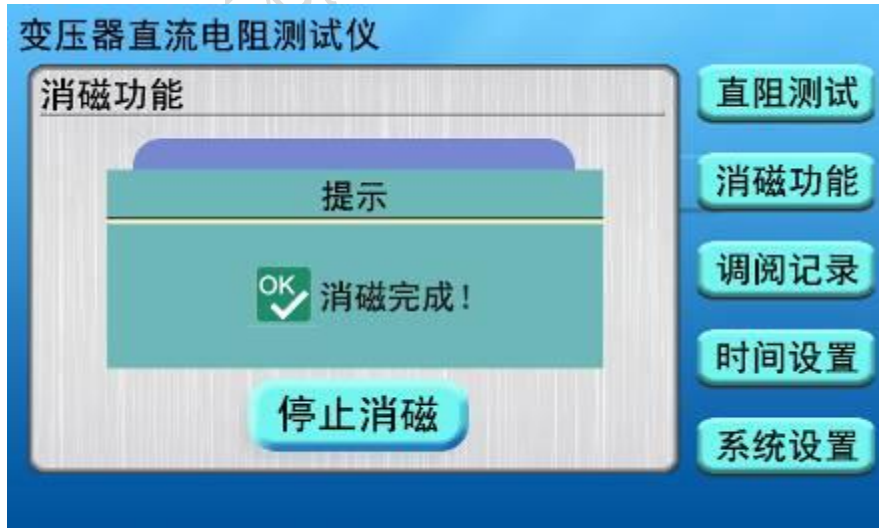 变压器直流电阻测试仪
消磁功能
提示
OK 消磁完成!
停止消磁
直阻测试
消磁功能
调阅记录
时间设置
系统设置